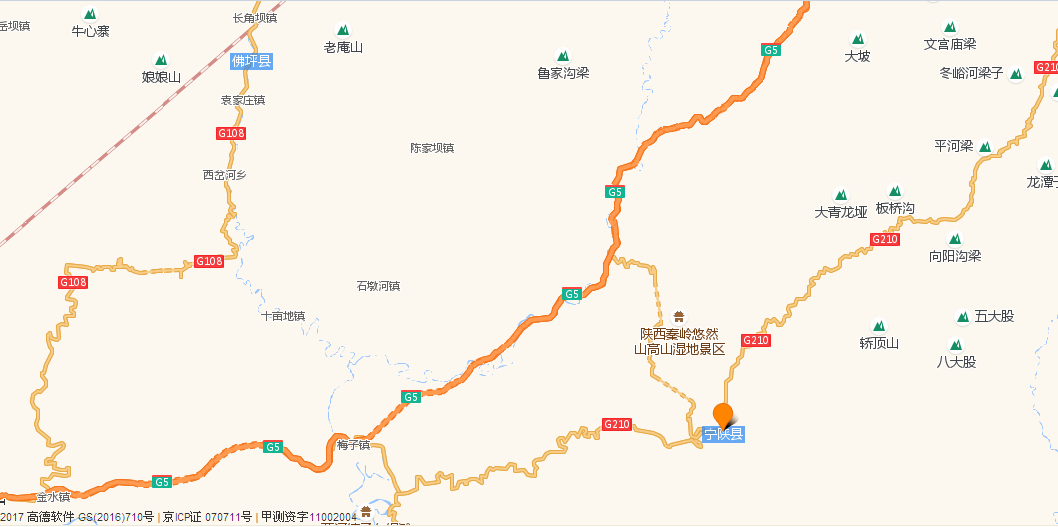 长角坝镇
岳坝镇
牛心寨
老庵山
G5
大坡
文宫庙梁
佛坪县
娘娘山
鲁家沟梁
冬峪河梁子
G210
袁家庄镇
G108
陈家坝镇
平河梁
西岔河乡
龙潭子
G5
大青龙垭
板桥沟
G210
向阳沟梁
G108
G108
石墩河镇
G5
十亩地镇
陕西秦岭悠然
山高山湿地景区
五大股
G210
轿顶山
八大股
G5
G210
宁陕县
G5
梅子镇
G5
金水镇
2017 高德软件 GS(2016)710号 | 京ICP证 070711号 | 甲测资字11002004